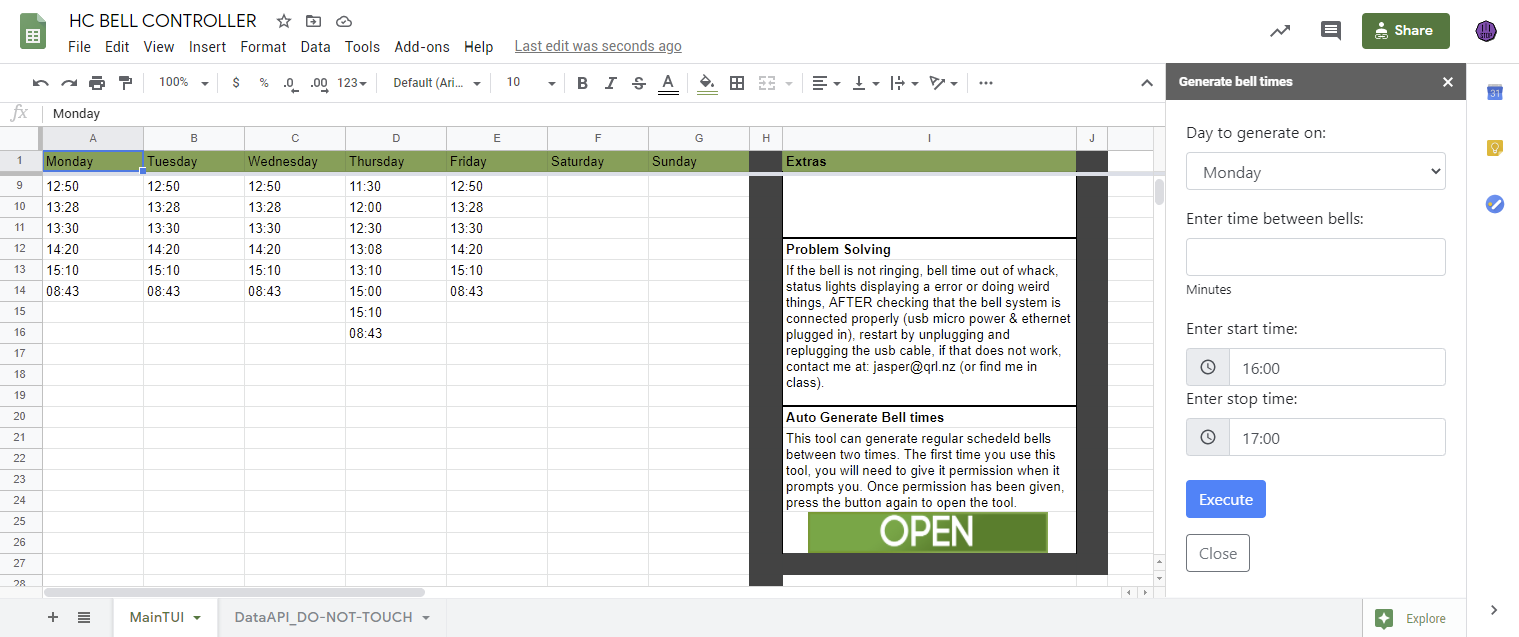 HC BELL CONTROLLER
File Edit View Insert Format Data Tools Add-ons Help Last edit was seconds ago
Share
100% $ % .0 .00 123 Default (Ari... 10 B I S A ...
fx Monday
A B C D E F G H I J
1 Monday Tuesday Wednesday Thursday Friday Saturday Sunday Extras
9 12:50 12:50 12:50 11:30 12:50
10 13:28 13:28 13:28 12:00 13:28
11 13:30 13:30 13:30 12:30 13:30
12 14:20 14:20 14:20 13:08 14:20
13 15:10 15:10 15:10 13:10 15:10
14 08:43 08:43 08:43 15:00 08:43
15 15:10
16 08:43
17
18
19
20
21
22
23
24
25
26
27
28
Problem Solving
If the bell is not ringing, bell time out of whack,
status lights displaying a error or doing weird
things, AFTER checking that the bell system is
connected properly (usb micro power & ethernet
plugged in), restart by unplugging and
replugging the usb cable, if that does not work,
contact me at: jasper@qrl.nz (or find me in
class).
Auto Generate Bell times
This tool can generate regular schedeld bells
between two times. The first time you use this
tool, you will need to give it permission when it
prompts you. Once permission has been given,
press the button again to open the tool.
OPEN
Generate bell times
Day to generate on:
Monday
Enter time between bells:
Minutes
Enter start time:
16:00
Enter stop time:
17:00
Execute
Close
31
MainTUI DataAPI_DO-NOT-TOUCH
Explore